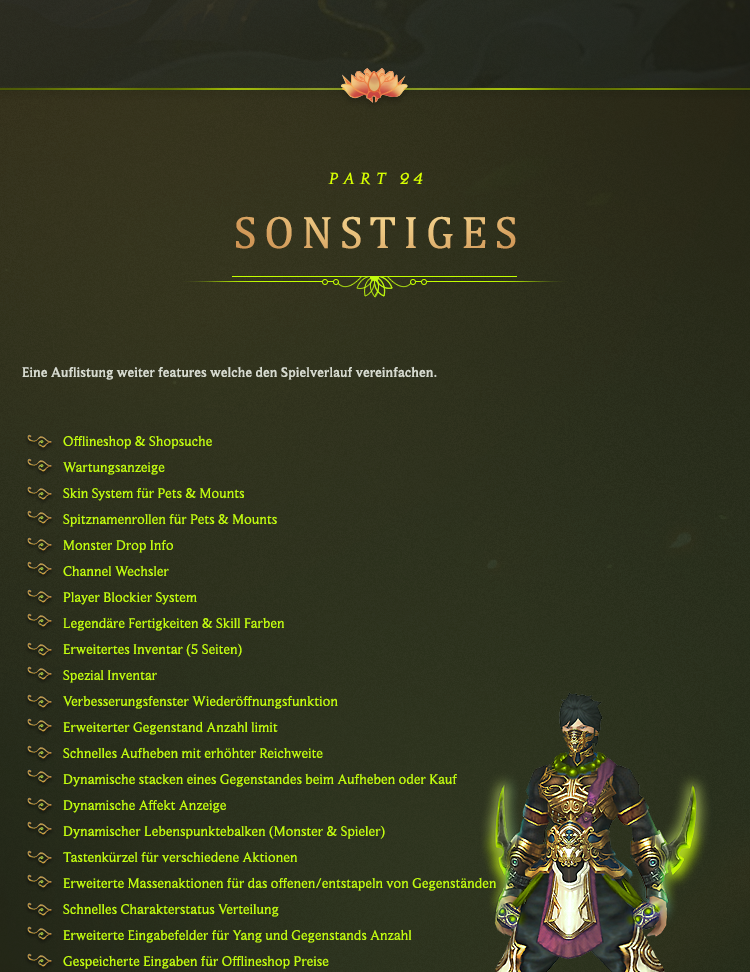 PART 24
SONSTIGES
Eine Auflistung weiter features welche den Spielverlauf vereinfachen.
Offlineshop & Shopsuche
Wartungsanzeige
Skin System für Pets & Mounts
Spitznamenrollen für Pets & Mounts
Monster Drop Info
Channel Wechsler
Player Blockier System
Legendäre Fertigkeiten & Skill Farben
Erweitertes Inventar (5 Seiten)
Spezial Inventar
Verbesserungsfenster Wiederöffnungsfunktion
Erweiterter Gegenstand Anzahl limit
Schnelles Aufheben mit erhöhter Reichweite
Dynamische stacken eines Gegenstandes beim Aufheben oder Kauf
Dynamische Affekt Anzeige
Dynamischer Lebenspunktebalken (Monster & Spieler)
Tastenkürzel für verschiedene Aktionen
Erweiterte Massenaktionen für das offenen/entstapeln von Gegenständen
Schnelles Charakterstatus Verteilung
Erweiterte Eingabefelder für Yang und Gegenstands Anzahl
Gespeicherte Eingaben für Offlineshop Preise